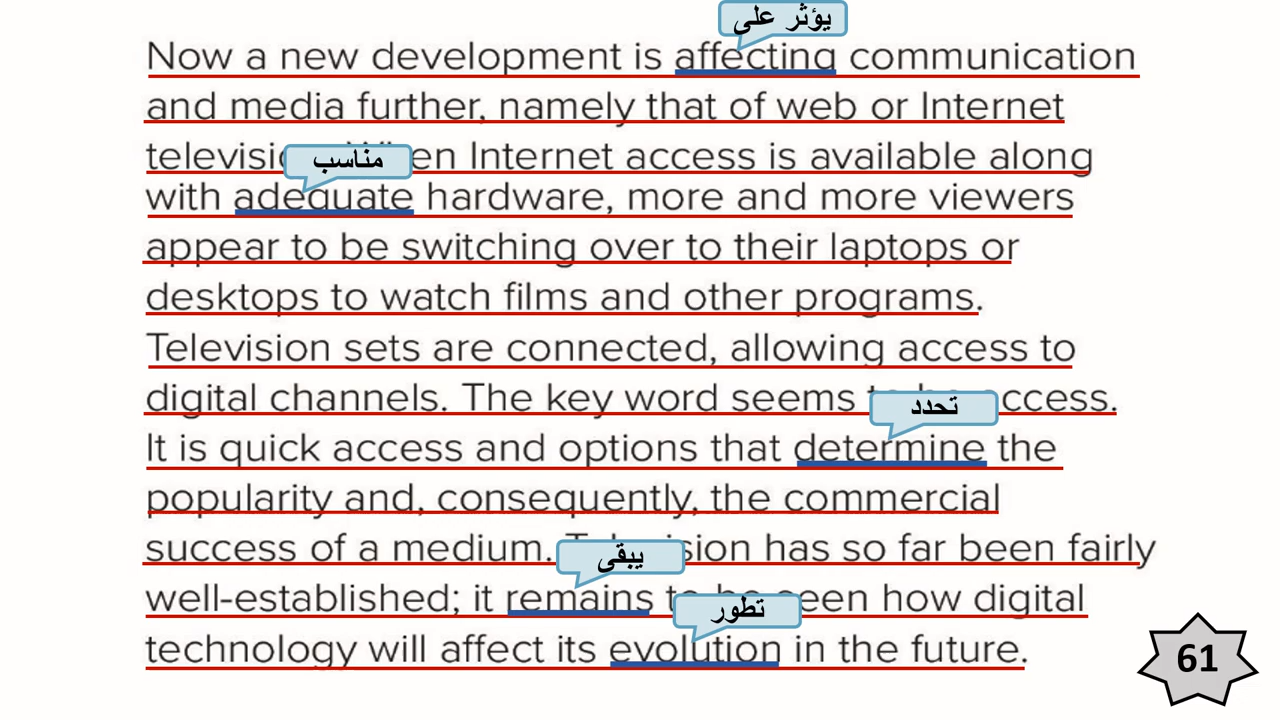 يؤثر على
Now a new development is affecting communication
and media further, namely that of web or Internet
مناسب
Internet access is available along
with adequate hardware, more and more viewers
appear to be switching over to their laptops or
desktops to watch films and other programs.
Television sets are connected, allowing access to
digital channels. The key word seems
تحدد
It is quick access and options that determine the
popularity and, consequently, the commercial
success of a medium. has so far been fairly
يبقى
well-established; it remains how digital
تطور
technology will affect its evolution in the future.
61